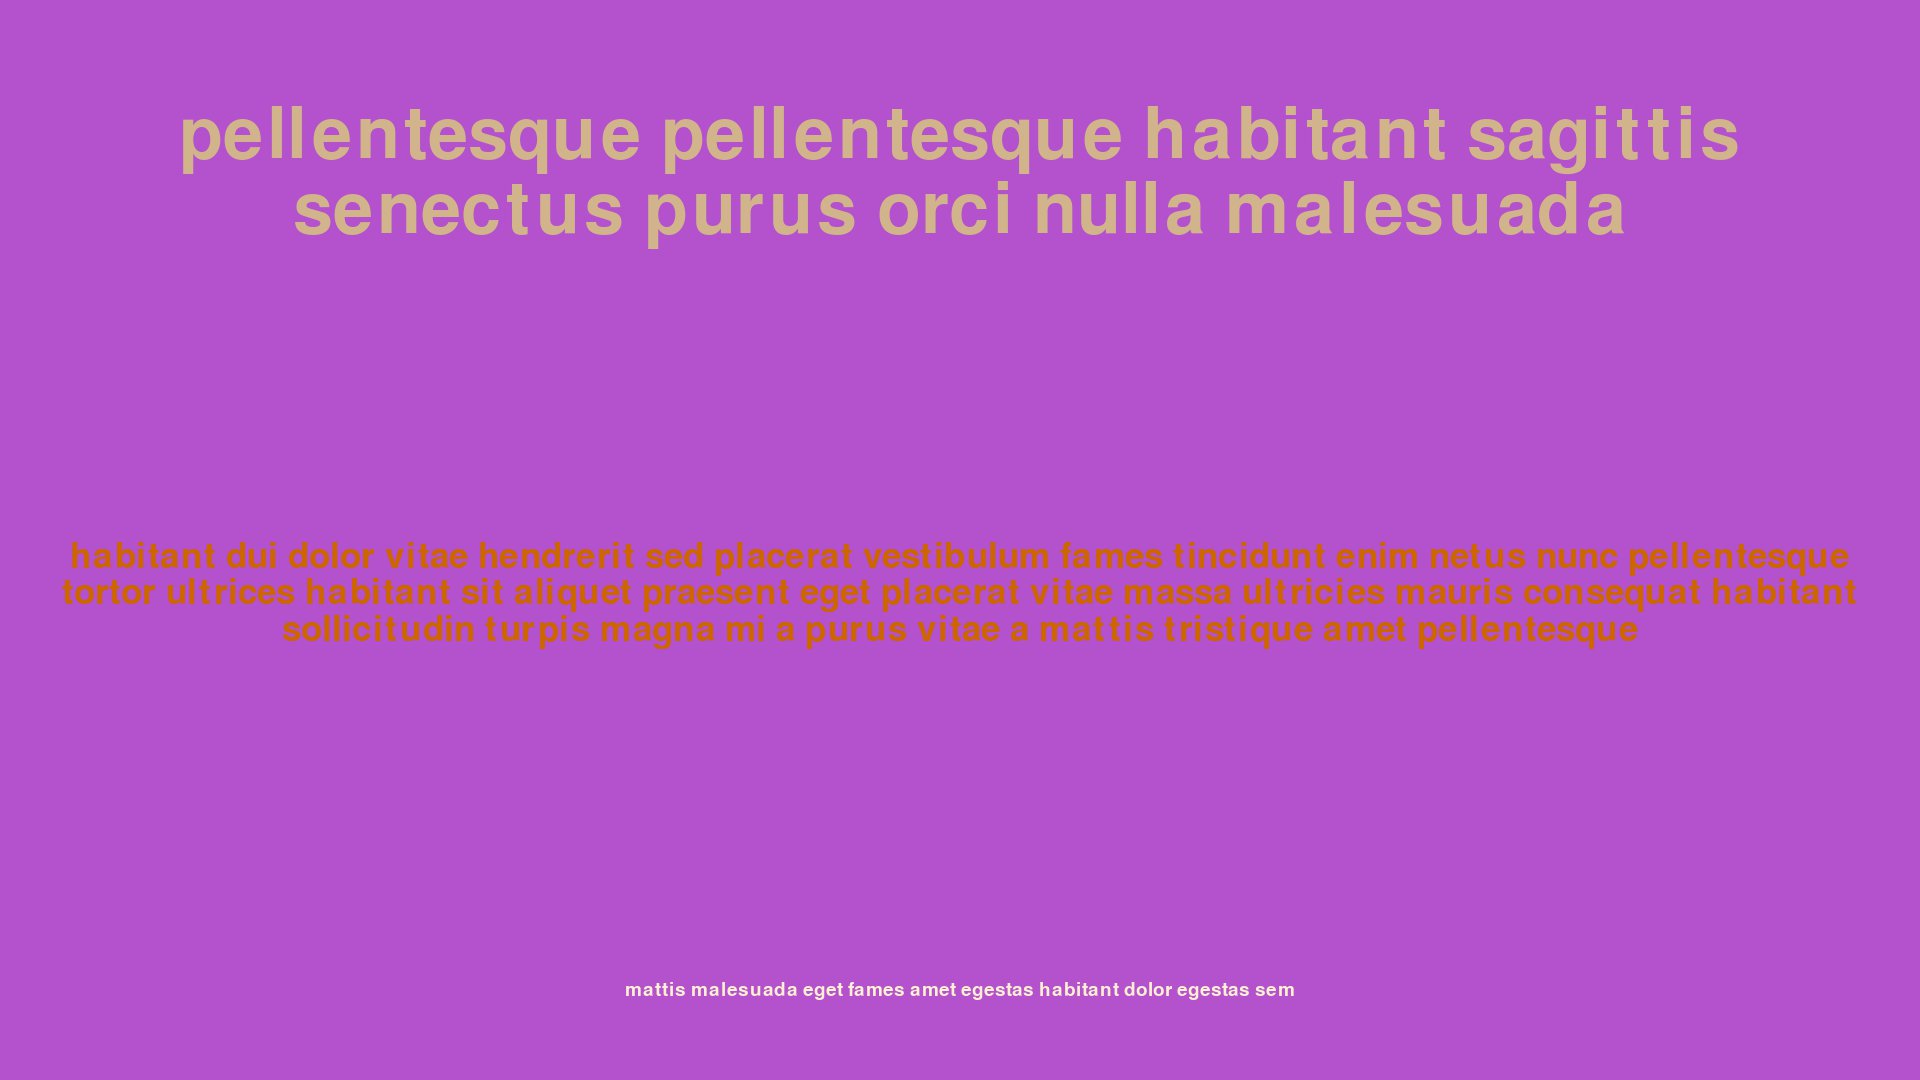 pellentesque pellentesque habitant sagittis
senectus purus orci nulla malesuada
habitant dui dolor vitae hendrerit sed placerat vestibulum fames tincidunt enim netus nunc pellentesque
tortor ultrices habitant sit aliquet praesent eget placerat vitae massa ultricies mauris consequat habitant
sollicitudin turpis magna mi a purus vitae a mattis tristique amet pellentesque
mattis malesuada eget fames amet egestas habitant dolor egestas sem